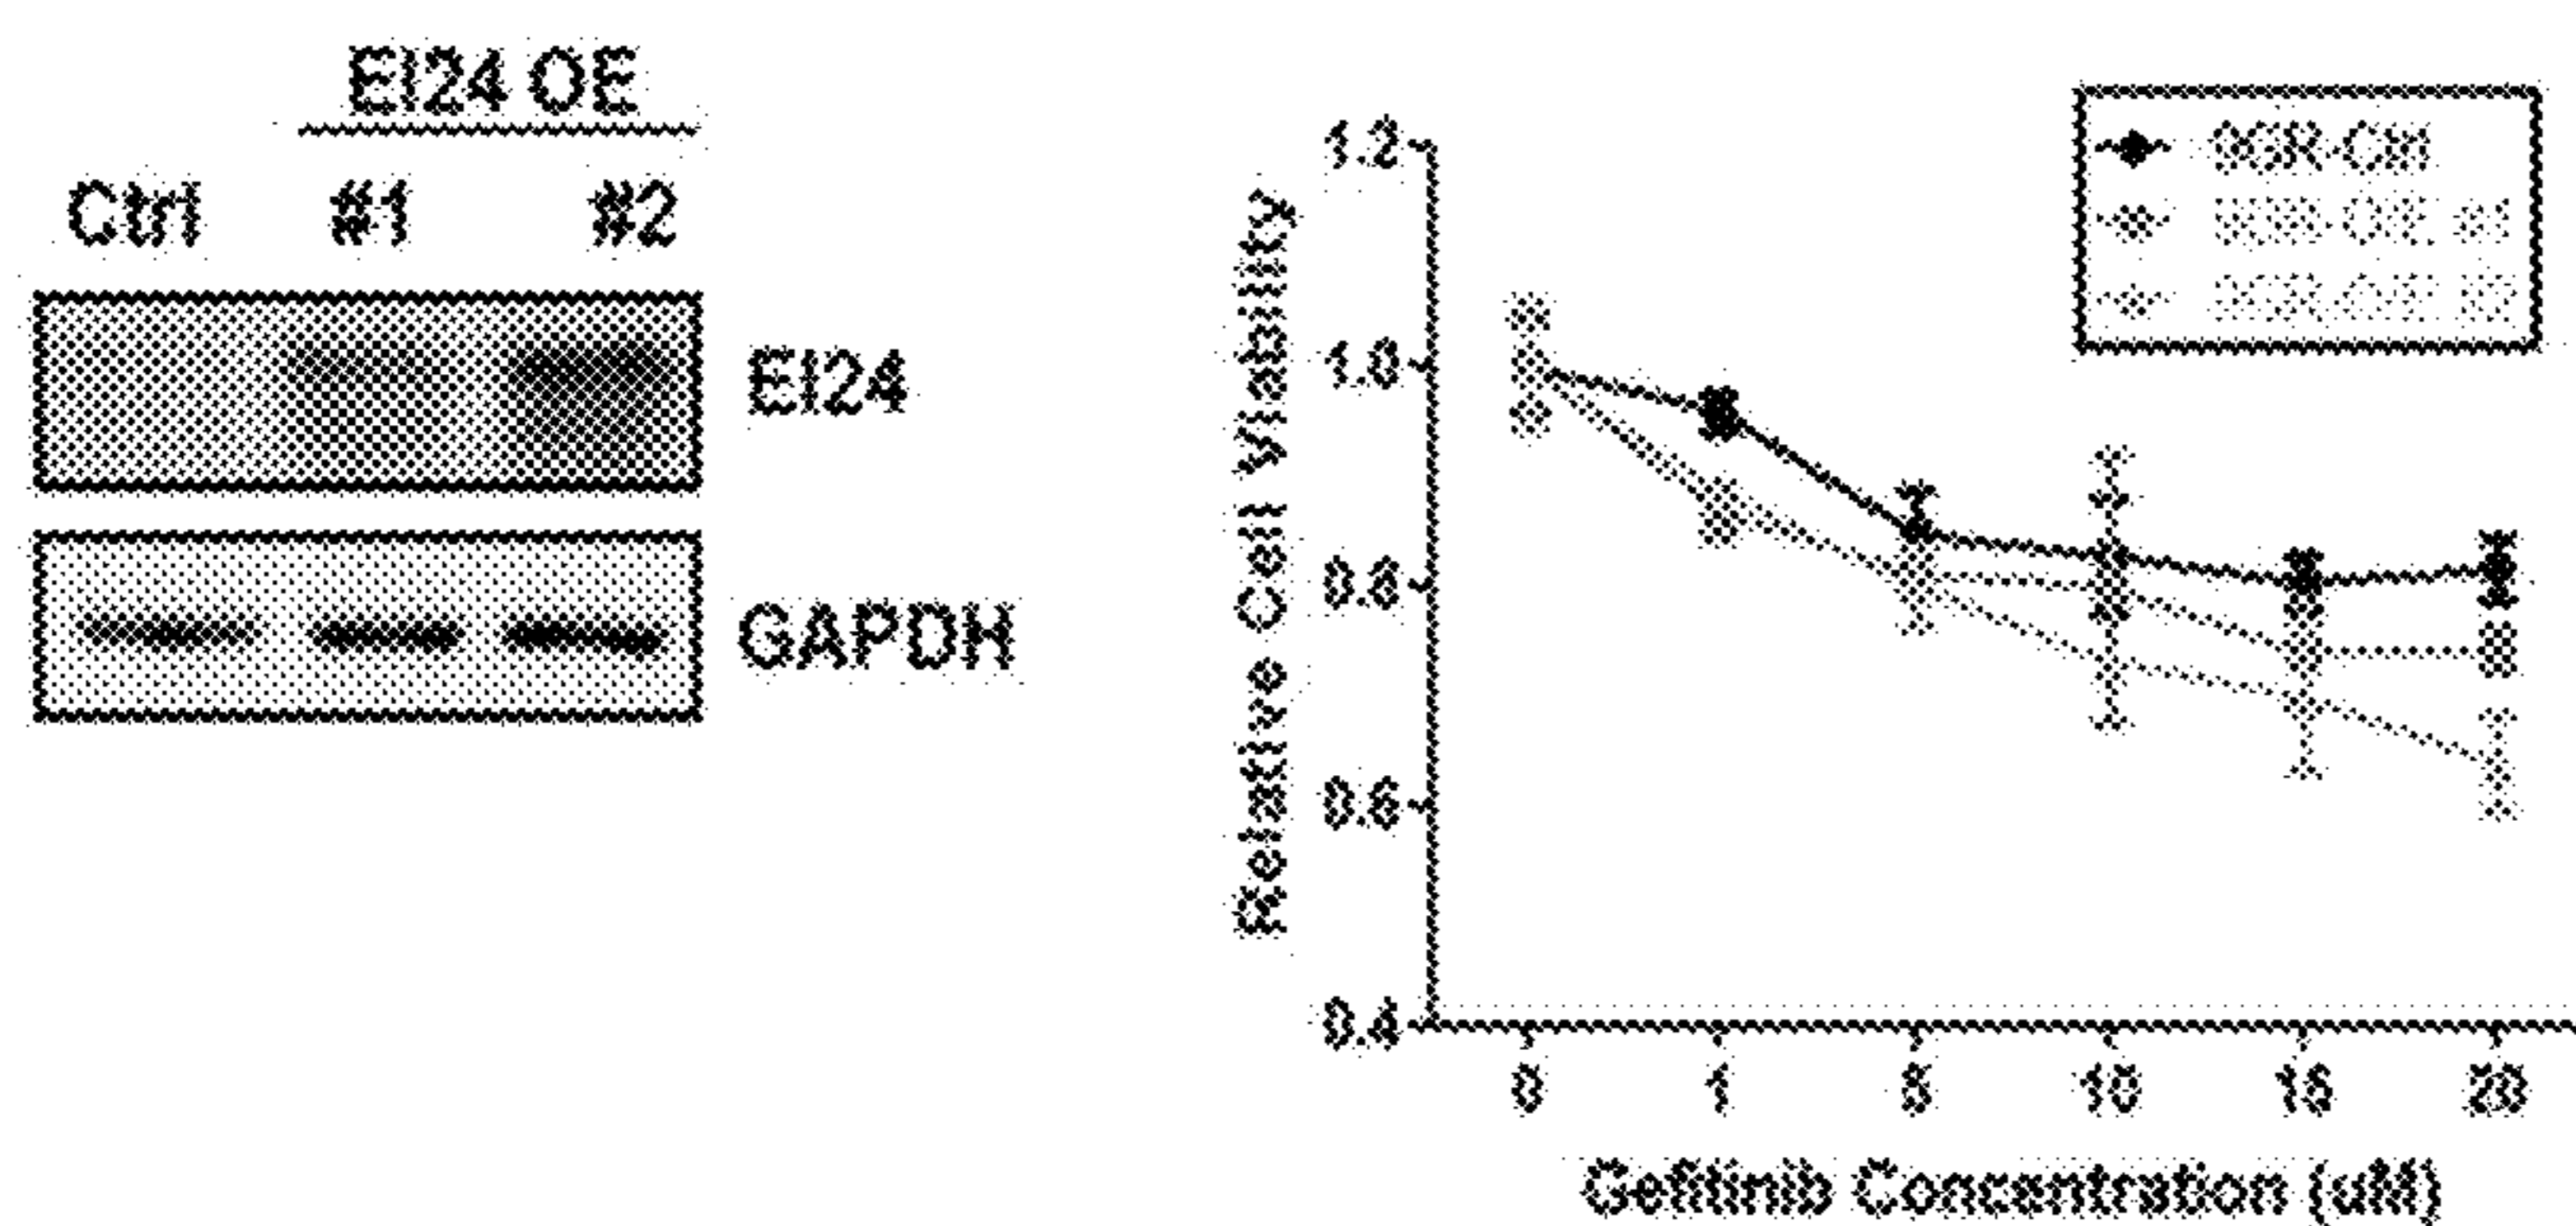 EI24 OE
Ctrl #1 #2
EI24
GAPDH
Relative Cell Viability
1.2
1.0
0.8
0.6
0.4
0 1 5 10 15 20
Gefitinib Concentration (uM)
Ctrl